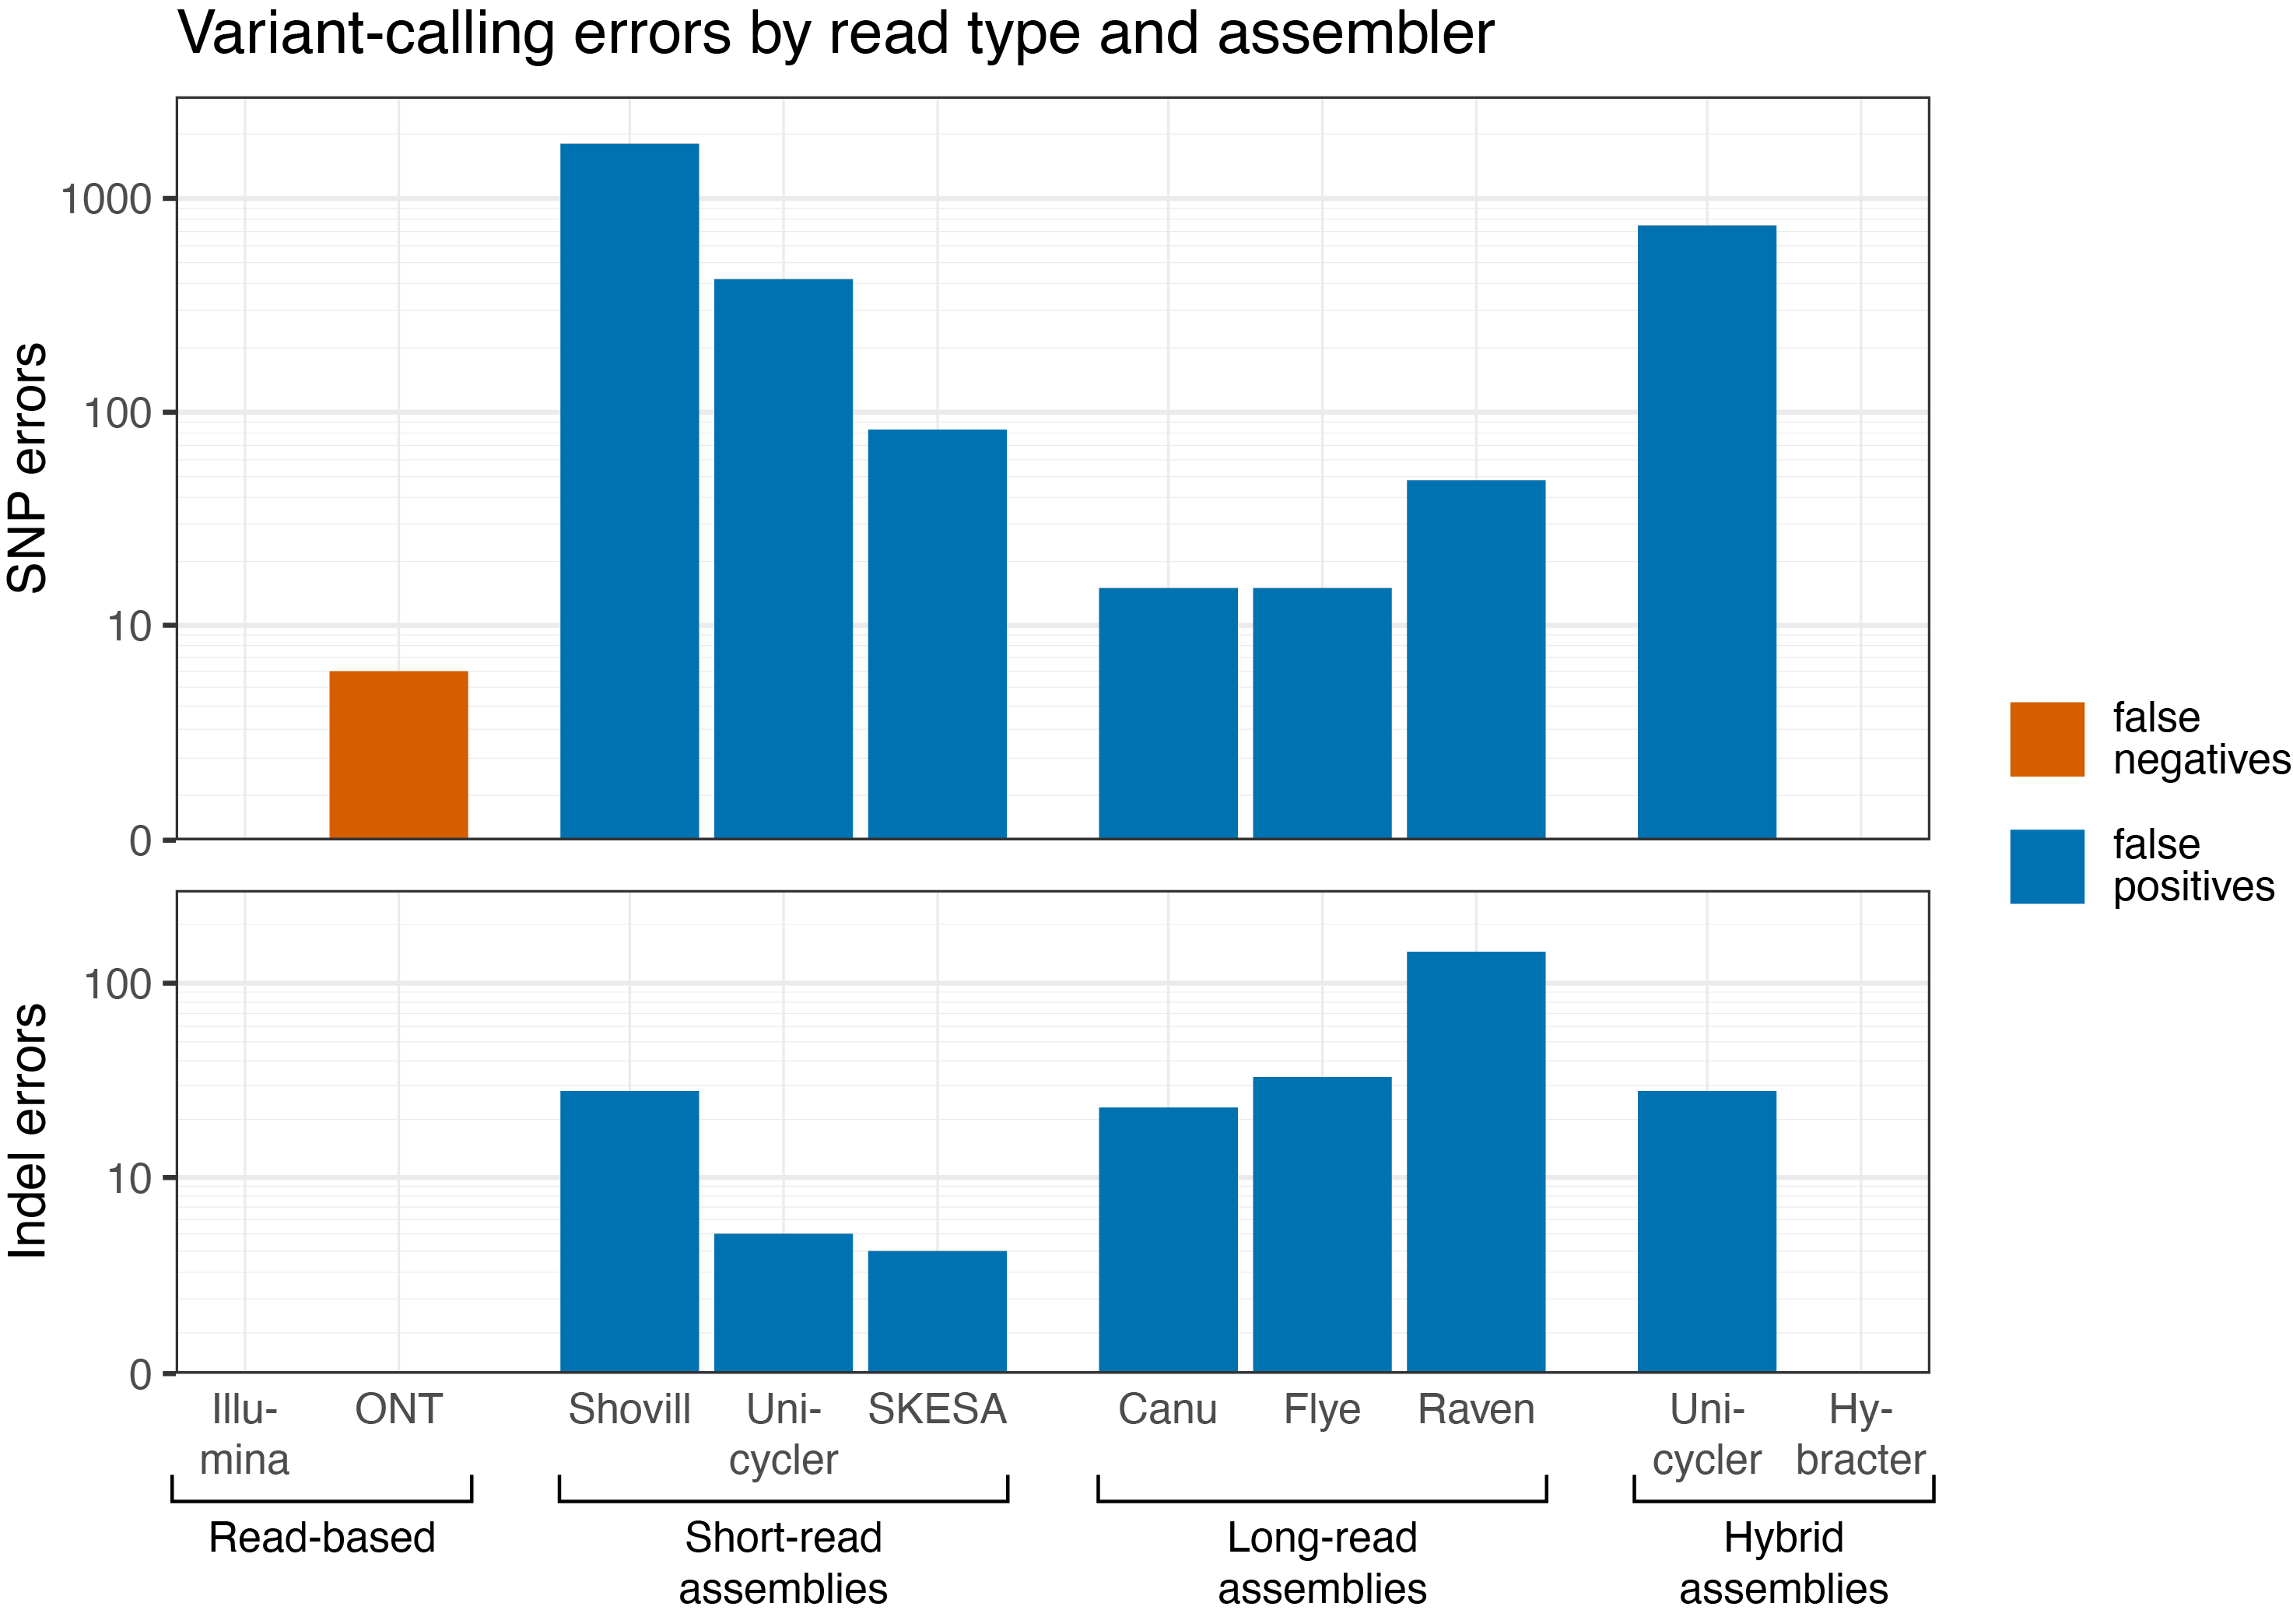 Variant-calling errors by read type and assembler
SNP errors
1000
100
10
0
Indel errors
100
10
0
false
negatives
false
positives
Illu-
mina
ONT
Shovill
Uni-
cycler
SKESA
Canu
Flye
Raven
Uni-
cycler
Hy-
bracter
Read-based
Short-read
assemblies
Long-read
assemblies
Hybrid
assemblies